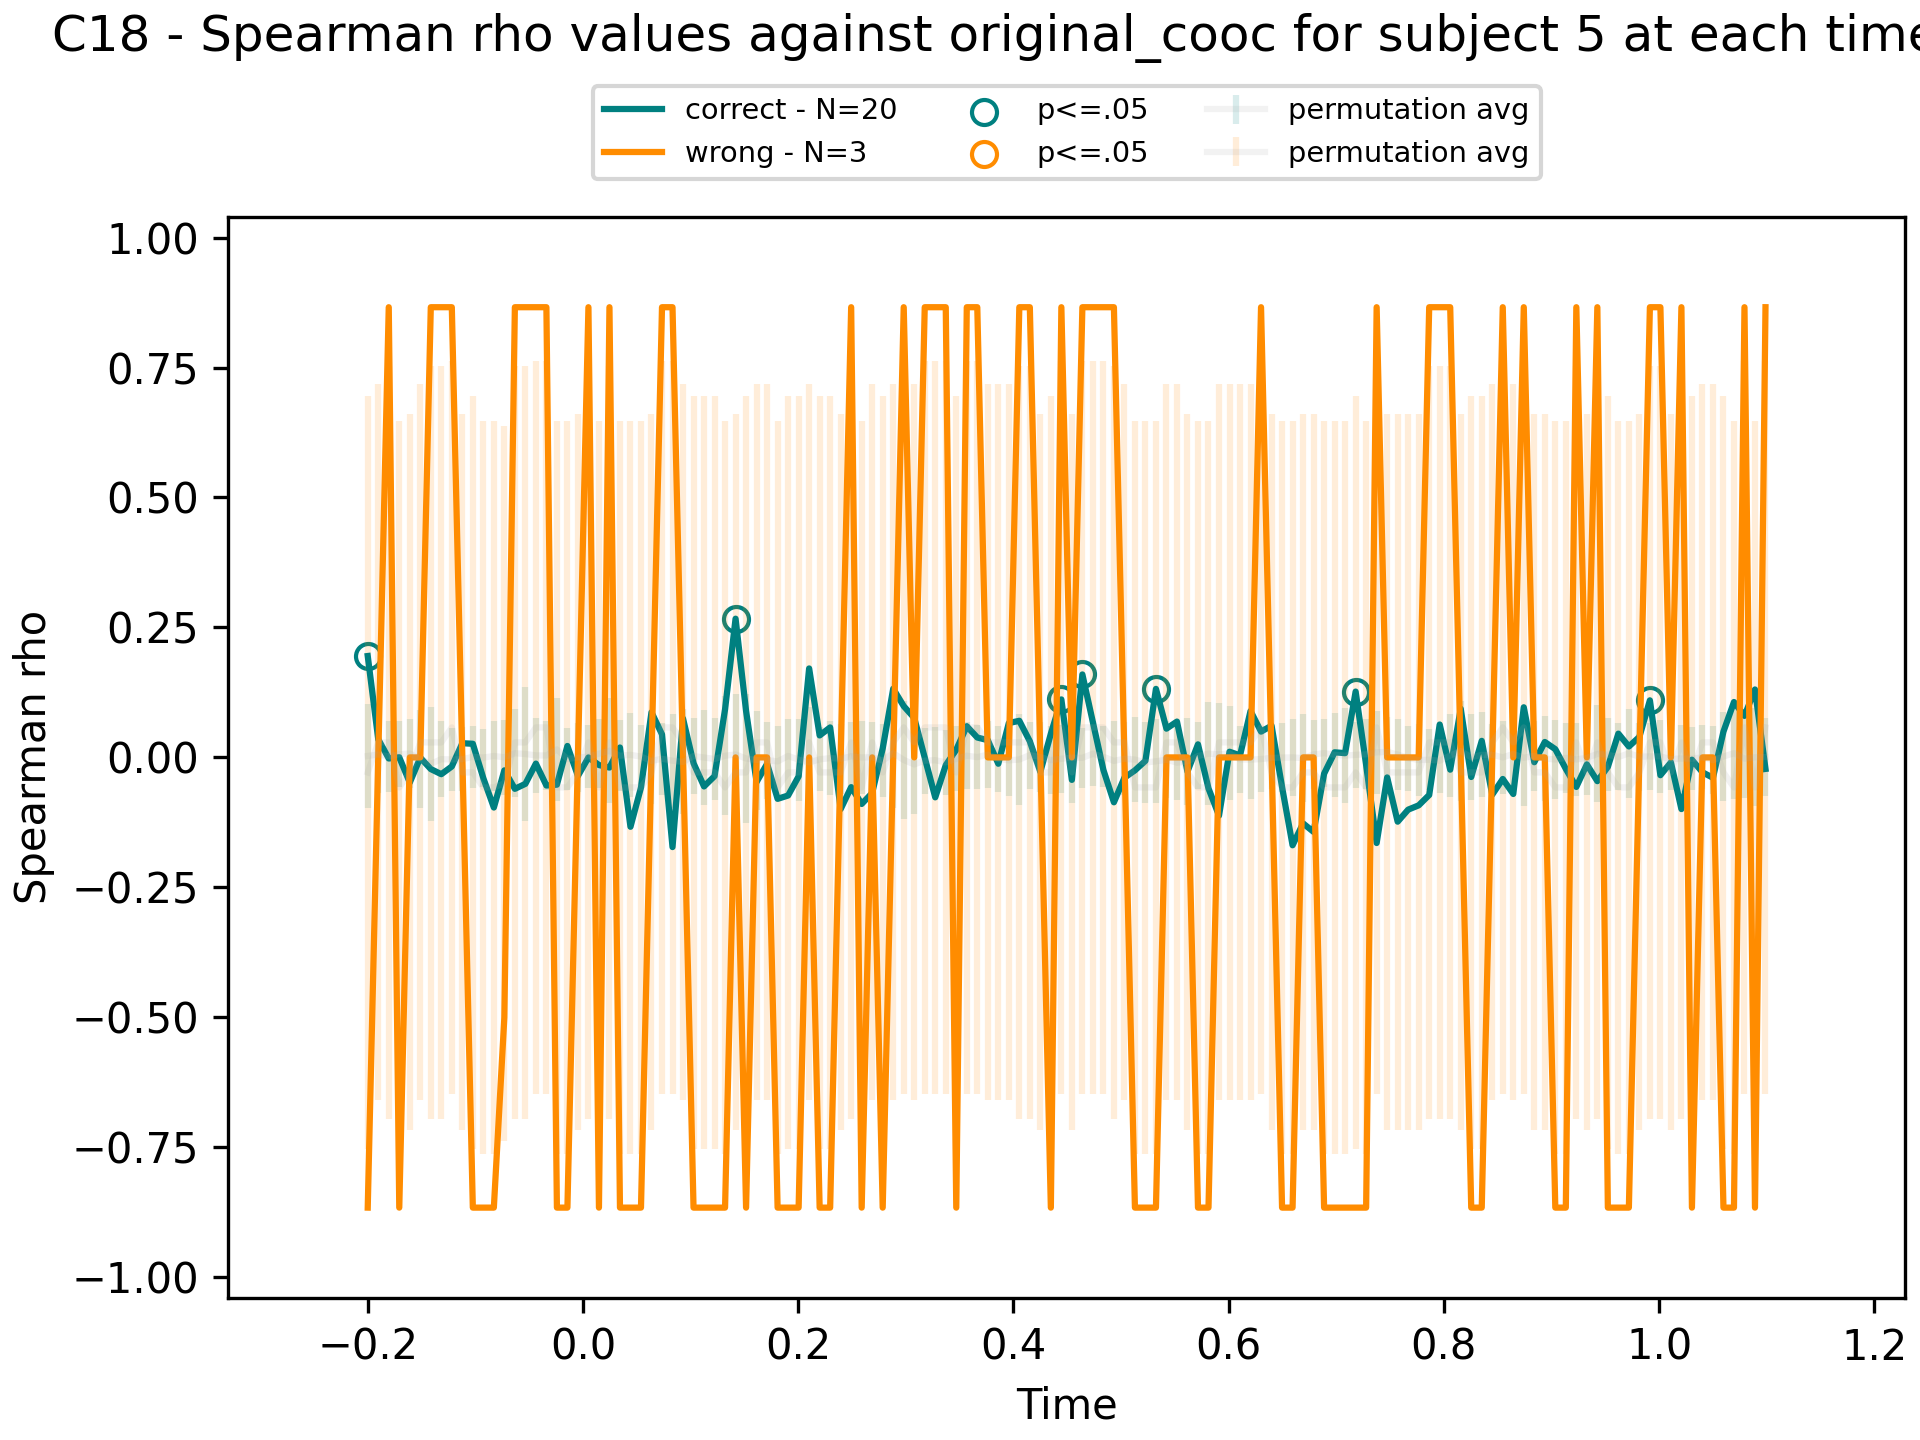 C18 - Spearman rho values against original_cooc for subject 5 at each time
correct - N=20 p<=.05 permutation avg
wrong - N=3 p<=.05 permutation avg
1.00
0.75
0.50
0.25
0.00
−0.25
−0.50
−0.75
−1.00
Spearman rho
−0.2 0.0 0.2 0.4 0.6 0.8 1.0 1.2
Time